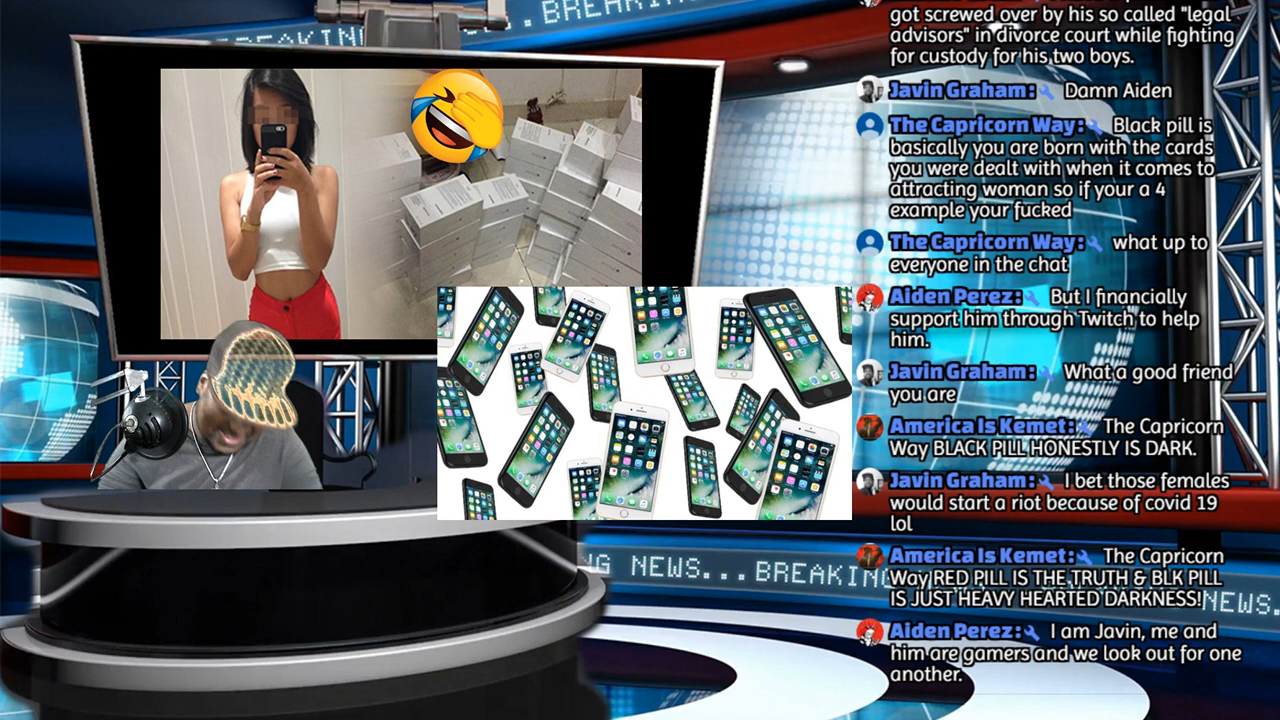 ..BREAKIN
BREAKIN
got screwed over by his so called "legal
advisors" in divorce court while fighting
for custody for his two boys.
Javin Graham: Damn Aiden
The Capricorn Way: Black pill is
basically you are born with the cards
you were dealt with when it comes to
attracting woman so if your a 4
example your fucked
The Capricorn Way: what up to
everyone in the chat
Aiden Perez: But I financially
support him through Twitch to help
him.
Javin Graham: What a good friend
you are
America Is Kemet: The Capricorn
Way BLACK PILL HONESTLY IS DARK.
Javin Graham: I bet those females
would start a riot because of covid 19
lol
America Is Kemet: The Capricorn
Way RED PILL IS THE TRUTH & BLK PILL
IS JUST HEAVY HEARTED DARKNESS!
NG NEWS...BREAKIN
NEWS.
Aiden Perez: I am Javin, me and
him are gamers and we look out for one
another.